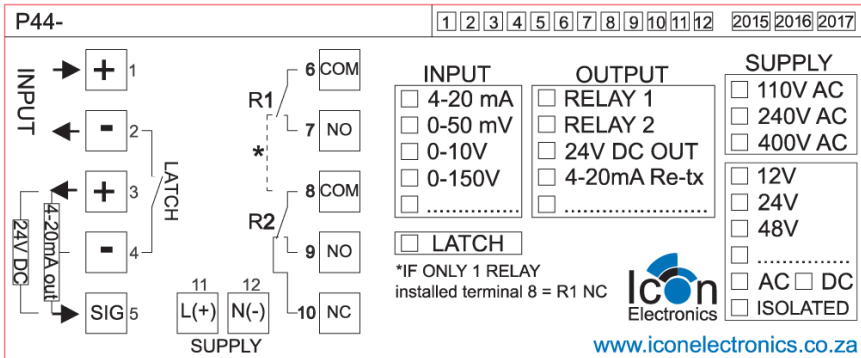 P44- 1 2 3 4 5 6 7 8 9 10 11 12 2015 2016 2017
INPUT
+ 1
- 2
+ 3
- 4
SIG 5
LATCH
4-20mA out
24V DC
11 12
L(+) N(-)
SUPPLY
R1
*
R2
6 COM
7 NO
8 COM
9 NO
10 NC
INPUT
4-20 mA
0-50 mV
0-10V
0-150V
...............
LATCH
*IF ONLY 1 RELAY
installed terminal 8 = R1 NC
OUTPUT
RELAY 1
RELAY 2
24V DC OUT
4-20mA Re-tx
...............
SUPPLY
110V AC
240V AC
400V AC
12V
24V
48V
...............
AC DC
ISOLATED
Icon
Electronics
www.iconelectronics.co.za